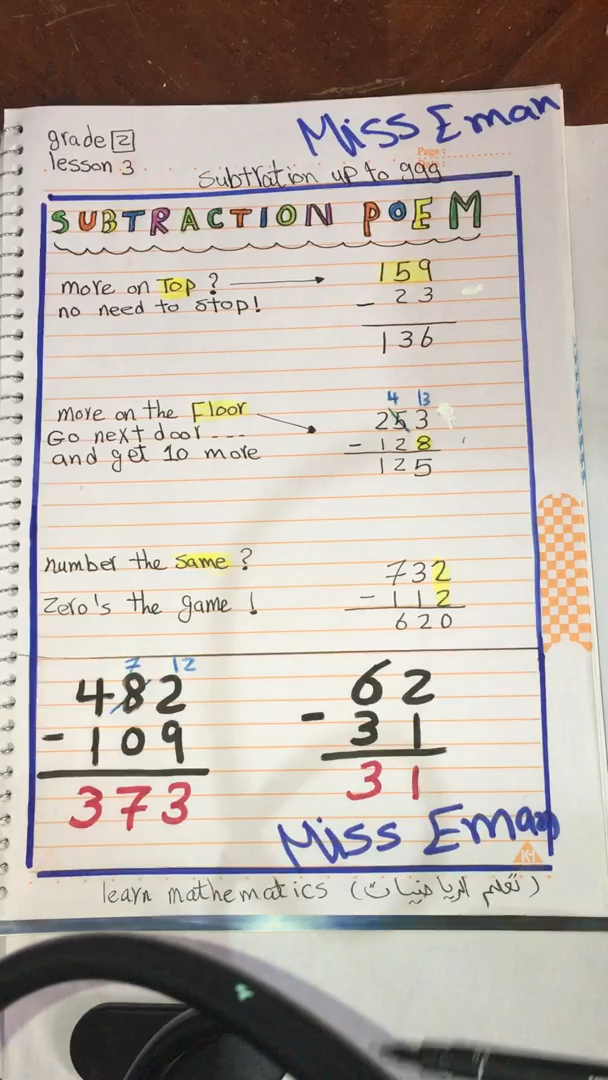 Miss Eman
grade 2
lesson 3
Page:
subtration up to 999
SUBTRACTION POEM
more on Top ?
no need to stop!
159
- 23
136
more on the Floor
Go next door ----
and get 10 more
4 13
253
- 128
125
number the same ?
Zero's the game !
732
- 112
620
7 12
482
- 109
373
62
- 31
31
Miss Eman
learn mathematics (تعلم الرياضيات)